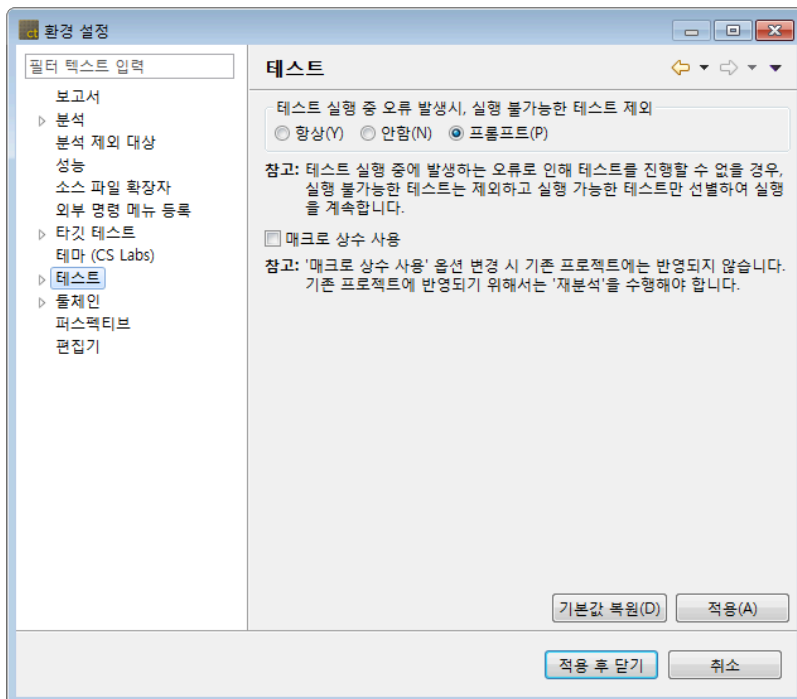 ct 환경 설정
필터 텍스트 입력
보고서
분석
분석 제외 대상
성능
소스 파일 확장자
외부 명령 메뉴 등록
타깃 테스트
테마 (CS Labs)
테스트
툴체인
퍼스펙티브
편집기
테스트
테스트 실행 중 오류 발생시, 실행 불가능한 테스트 제외
항상(Y) 안함(N) 프롬프트(P)
참고: 테스트 실행 중에 발생하는 오류로 인해 테스트를 진행할 수 없을 경우,
실행 불가능한 테스트는 제외하고 실행 가능한 테스트만 선별하여 실행
을 계속합니다.
매크로 상수 사용
참고: '매크로 상수 사용' 옵션 변경 시 기존 프로젝트에는 반영되지 않습니다.
기존 프로젝트에 반영되기 위해서는 '재분석'을 수행해야 합니다.
기본값 복원(D) 적용(A)
적용 후 닫기 취소